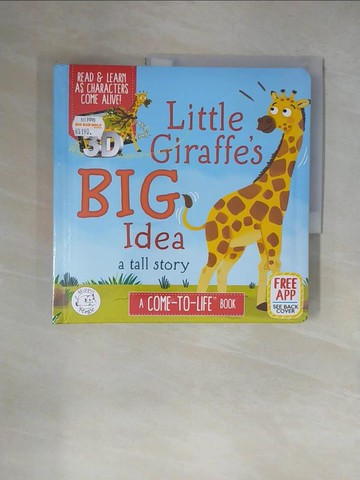 READ & LEARN
AS CHARACTERS
COME ALIVE!
3D
Little
Giraffe's
BIG
Idea
a tall story
A COME-TO-LIFE™ BOOK
FREE
APP
SEE BACK
COVER